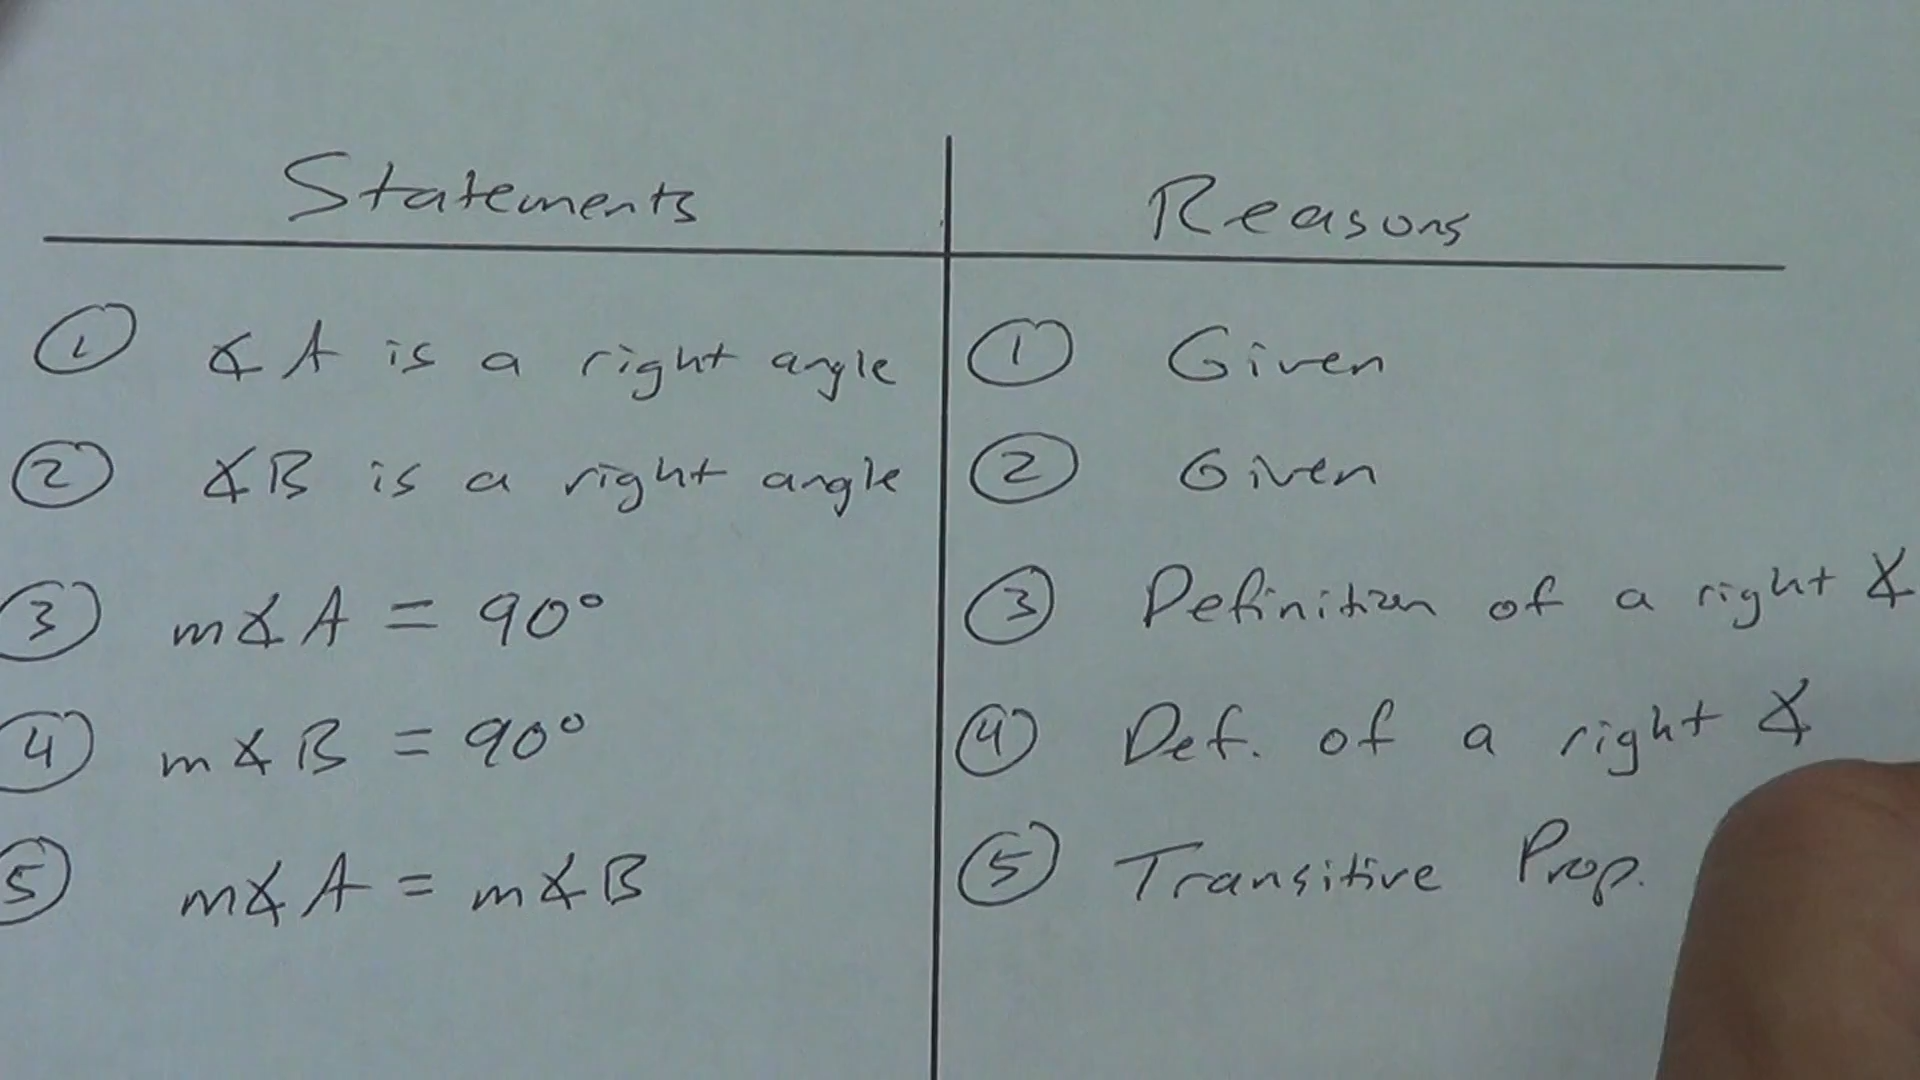 Statements Reasons
① ∡ A is a right angle ① Given
② ∡B is a right angle ② Given
③ m∡ A = 90° ③ Definition of a right ∡
④ m∡ B = 90° ④ Def. of a right ∡
⑤ m∡ A = m∡B ⑤ Transitive Prop.